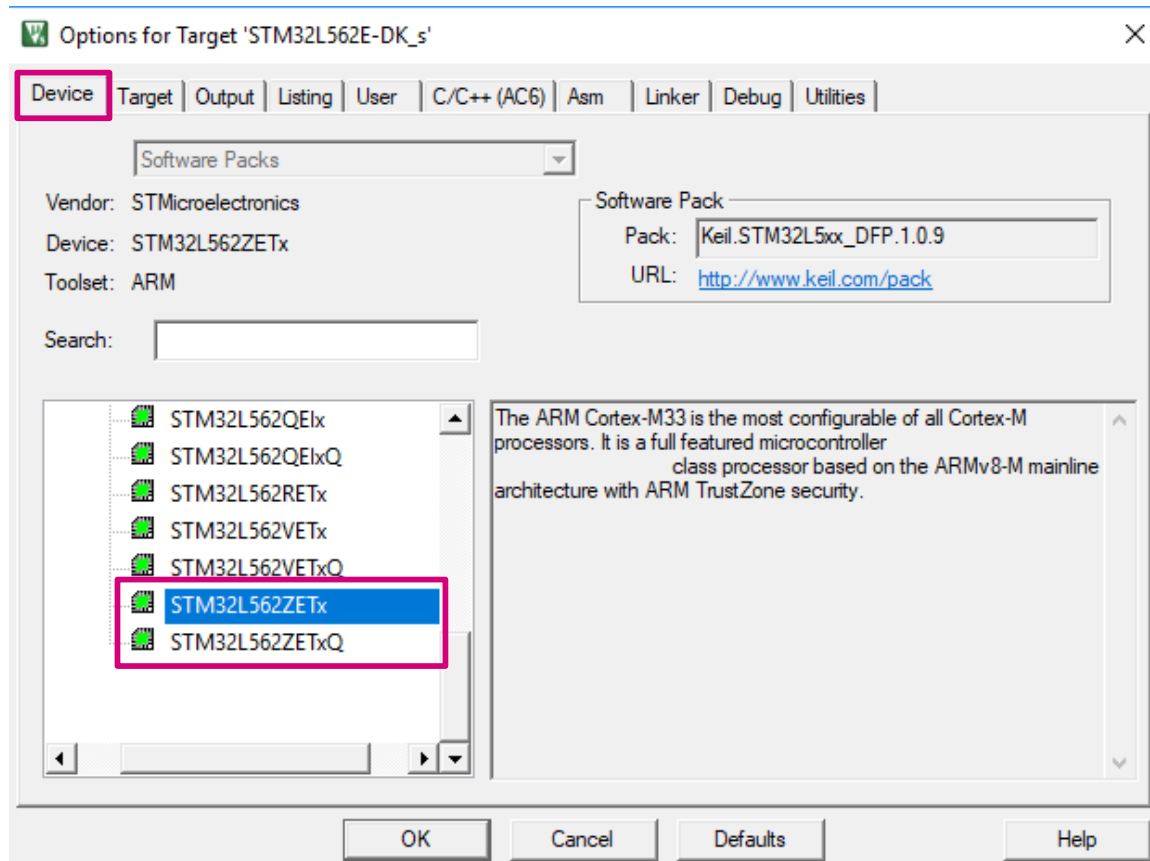 Options for Target 'STM32L562E-DK_s'
Device Target Output Listing User C/C++ (AC6) Asm Linker Debug Utilities
Software Packs
Vendor: STMicroelectronics
Device: STM32L562ZETx
Toolset: ARM
Software Pack
Pack: Keil.STM32L5xx_DFP.1.0.9
URL: http://www.keil.com/pack
Search:
STM32L562QEIx
STM32L562QEIxQ
STM32L562RETx
STM32L562VETx
STM32L562VETxQ
STM32L562ZETx
STM32L562ZETxQ
The ARM Cortex-M33 is the most configurable of all Cortex-M
processors. It is a full featured microcontroller
class processor based on the ARMv8-M mainline
architecture with ARM TrustZone security.
OK Cancel Defaults Help